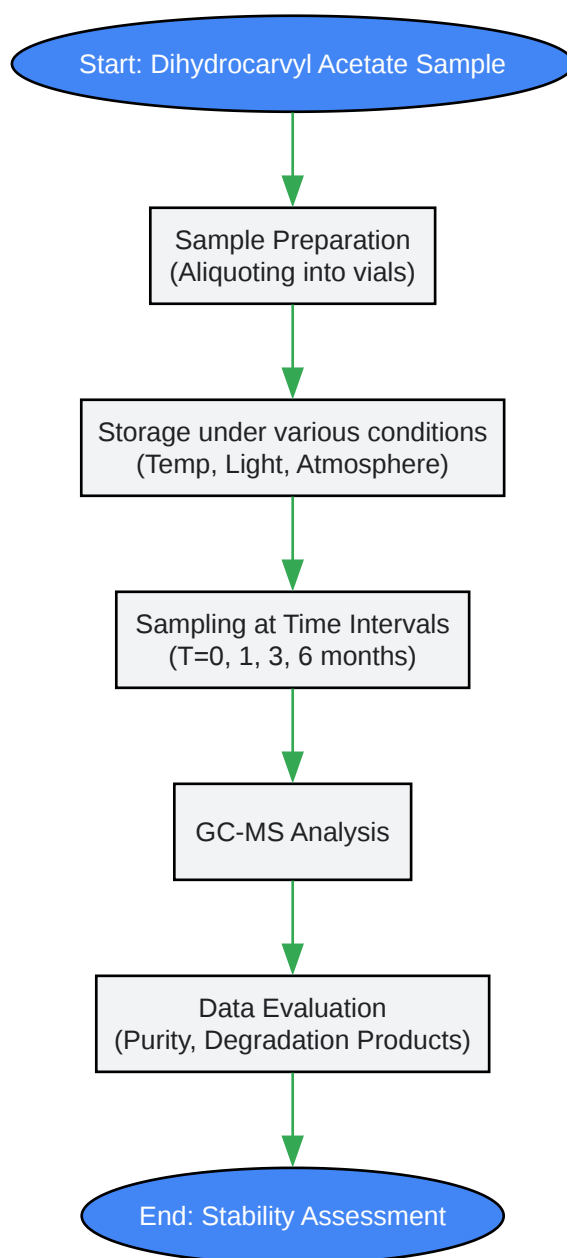 Start: Dihydrocarvyl Acetate Sample
Sample Preparation
(Aliquoting into vials)
Storage under various conditions
(Temp, Light, Atmosphere)
Sampling at Time Intervals
(T=0, 1, 3, 6 months)
GC-MS Analysis
Data Evaluation
(Purity, Degradation Products)
End: Stability Assessment